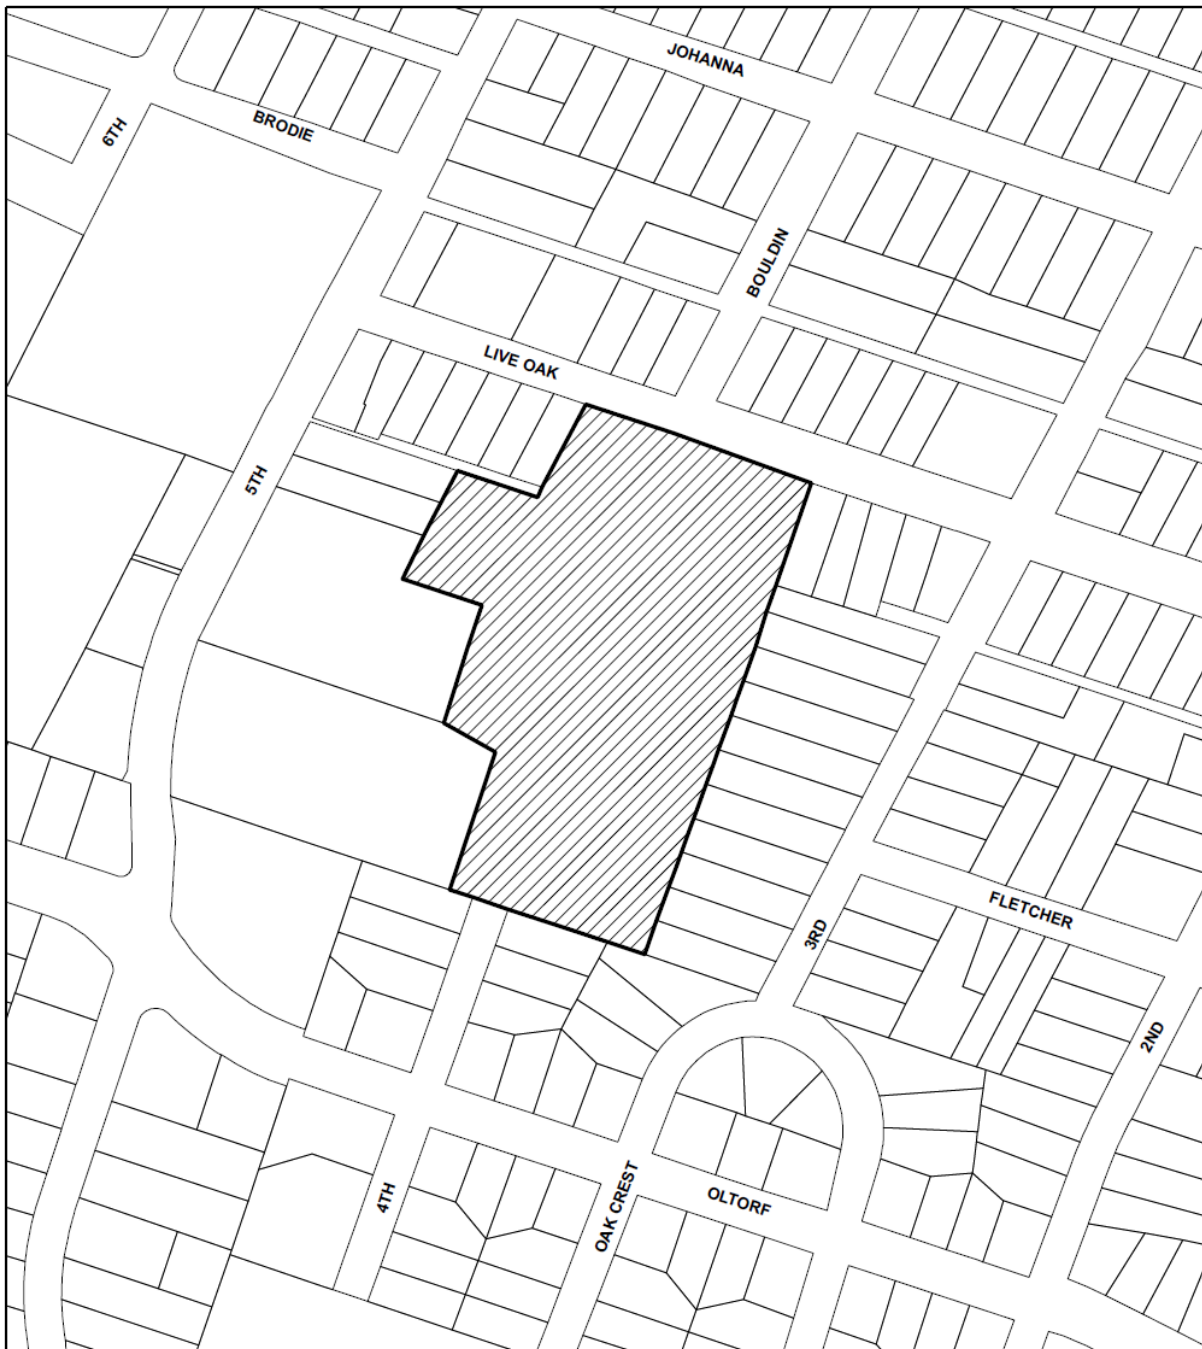 JOHANNA
BRODIE
6TH
BOULDIN
LIVE OAK
5TH
FLETCHER
3RD
2ND
4TH
OAK CREST
OLTORF